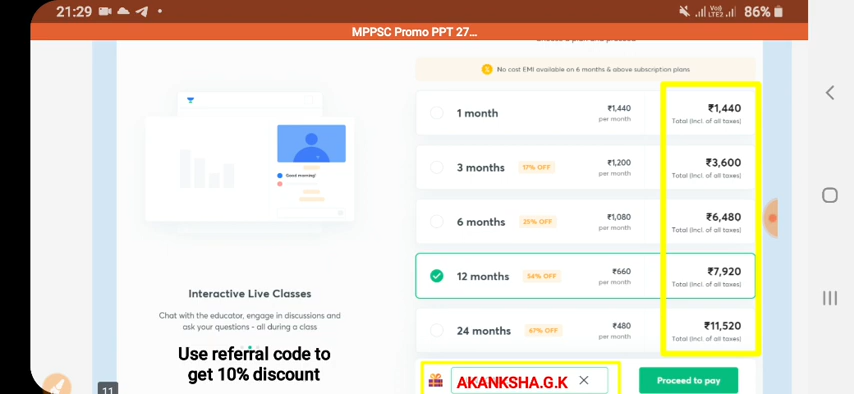 21:29
Vo)) LTE2 86%
MPPSC Promo PPT 27...
No cost EMI available on 6 months & above subscription plans
1 month ₹1,440 per month ₹1,440 Total (Incl. of all taxes)
3 months 17% OFF ₹1,200 per month ₹3,600 Total (Incl. of all taxes)
Good morning!
6 months 25% OFF ₹1,080 per month ₹6,480 Total (Incl. of all taxes)
12 months 54% OFF ₹660 per month ₹7,920 Total (Incl. of all taxes)
Interactive Live Classes
Chat with the educator, engage in discussions and
ask your questions - all during a class
24 months 67% OFF ₹480 per month ₹11,520 Total (Incl. of all taxes)
Use referral code to
get 10% discount
AKANKSHA.G.K
Proceed to pay
11